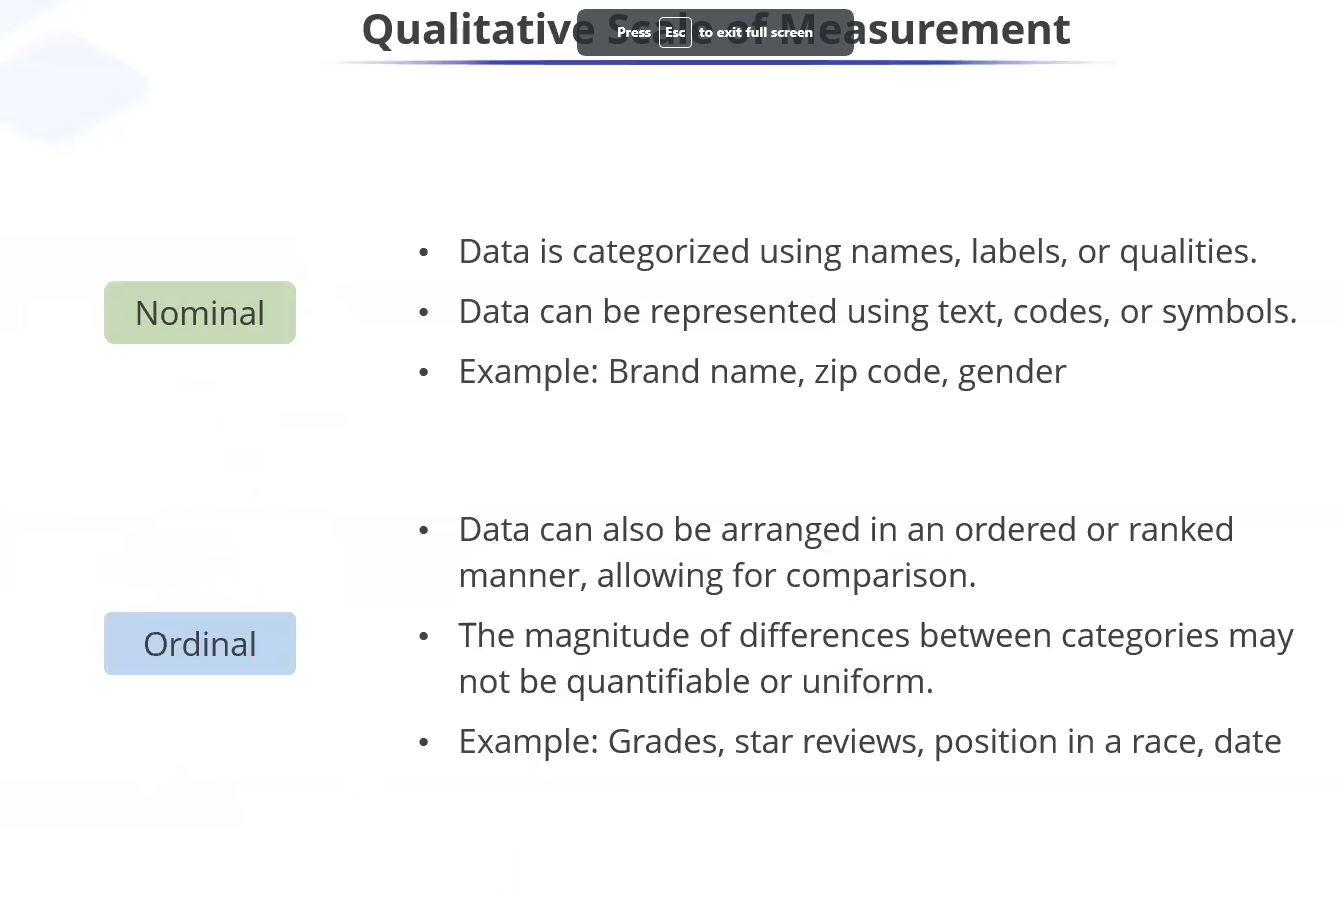 Qualitative Scale of Measurement
Press Esc to exit full screen
Nominal
• Data is categorized using names, labels, or qualities.
• Data can be represented using text, codes, or symbols.
• Example: Brand name, zip code, gender
Ordinal
• Data can also be arranged in an ordered or ranked
manner, allowing for comparison.
• The magnitude of differences between categories may
not be quantifiable or uniform.
• Example: Grades, star reviews, position in a race, date